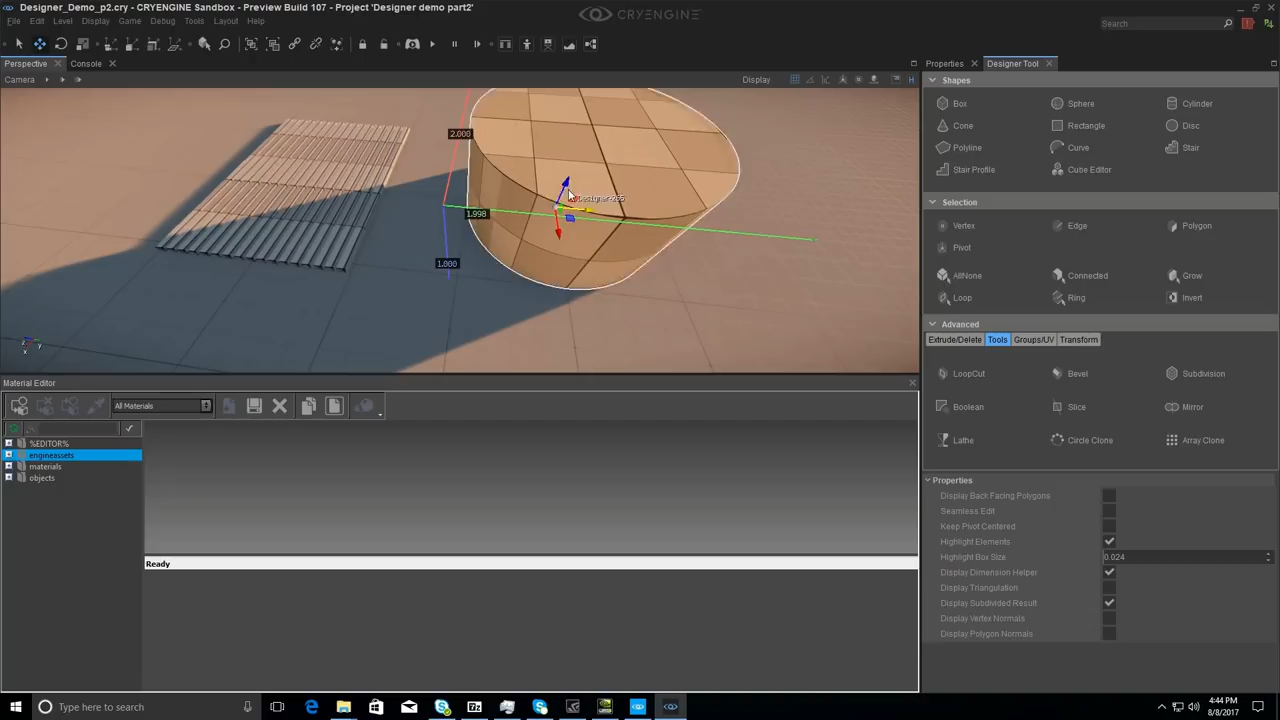 Designer_Demo_p2.cry - CRYENGINE Sandbox - Preview Build 107 - Project 'Designer demo part2'
CRYENGINE
File Edit Level Display Game AI Debug Tools Layout Help
Search
Perspective Console
Properties Designer Tool
Camera
Display
2.000
Designer-265
1.998
1.000
z y x
Shapes
Box Sphere Cylinder
Cone Rectangle Disc
Polyline Curve Stair
Stair Profile Cube Editor
Selection
Vertex Edge Polygon
Pivot
AllNone Connected Grow
Loop Ring Invert
Advanced
Extrude/Delete Tools Groups/UV Transform
LoopCut Bevel Subdivision
Boolean Slice Mirror
Lathe Circle Clone Array Clone
Properties
Display Back Facing Polygons
Seamless Edit
Keep Pivot Centered
Highlight Elements
Highlight Box Size 0.024
Display Dimension Helper
Display Triangulation
Display Subdivided Result
Display Vertex Normals
Display Polygon Normals
Material Editor
All Materials
%EDITOR%
engineassets
materials
objects
Ready
Type here to search
4:44 PM
8/8/2017